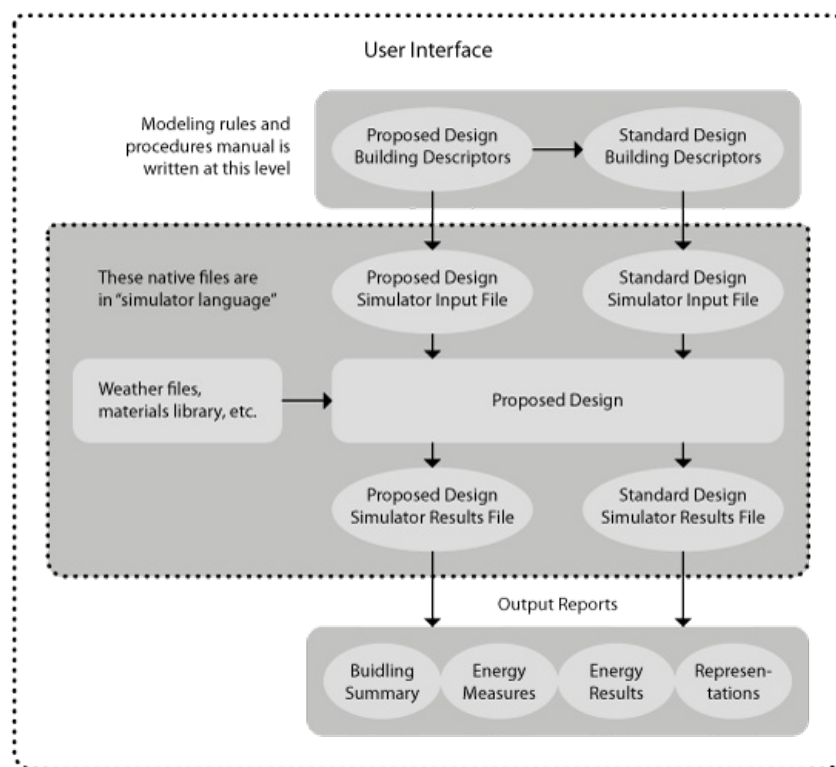 User Interface
Modeling rules and
procedures manual is
written at this level
Proposed Design
Building Descriptors
Standard Design
Building Descriptors
These native files are
in “simulator language”
Proposed Design
Simulator Input File
Standard Design
Simulator Input File
Weather files,
materials library, etc.
Proposed Design
Proposed Design
Simulator Results File
Standard Design
Simulator Results File
Output Reports
Buidling
Summary
Energy
Measures
Energy
Results
Represen-
tations